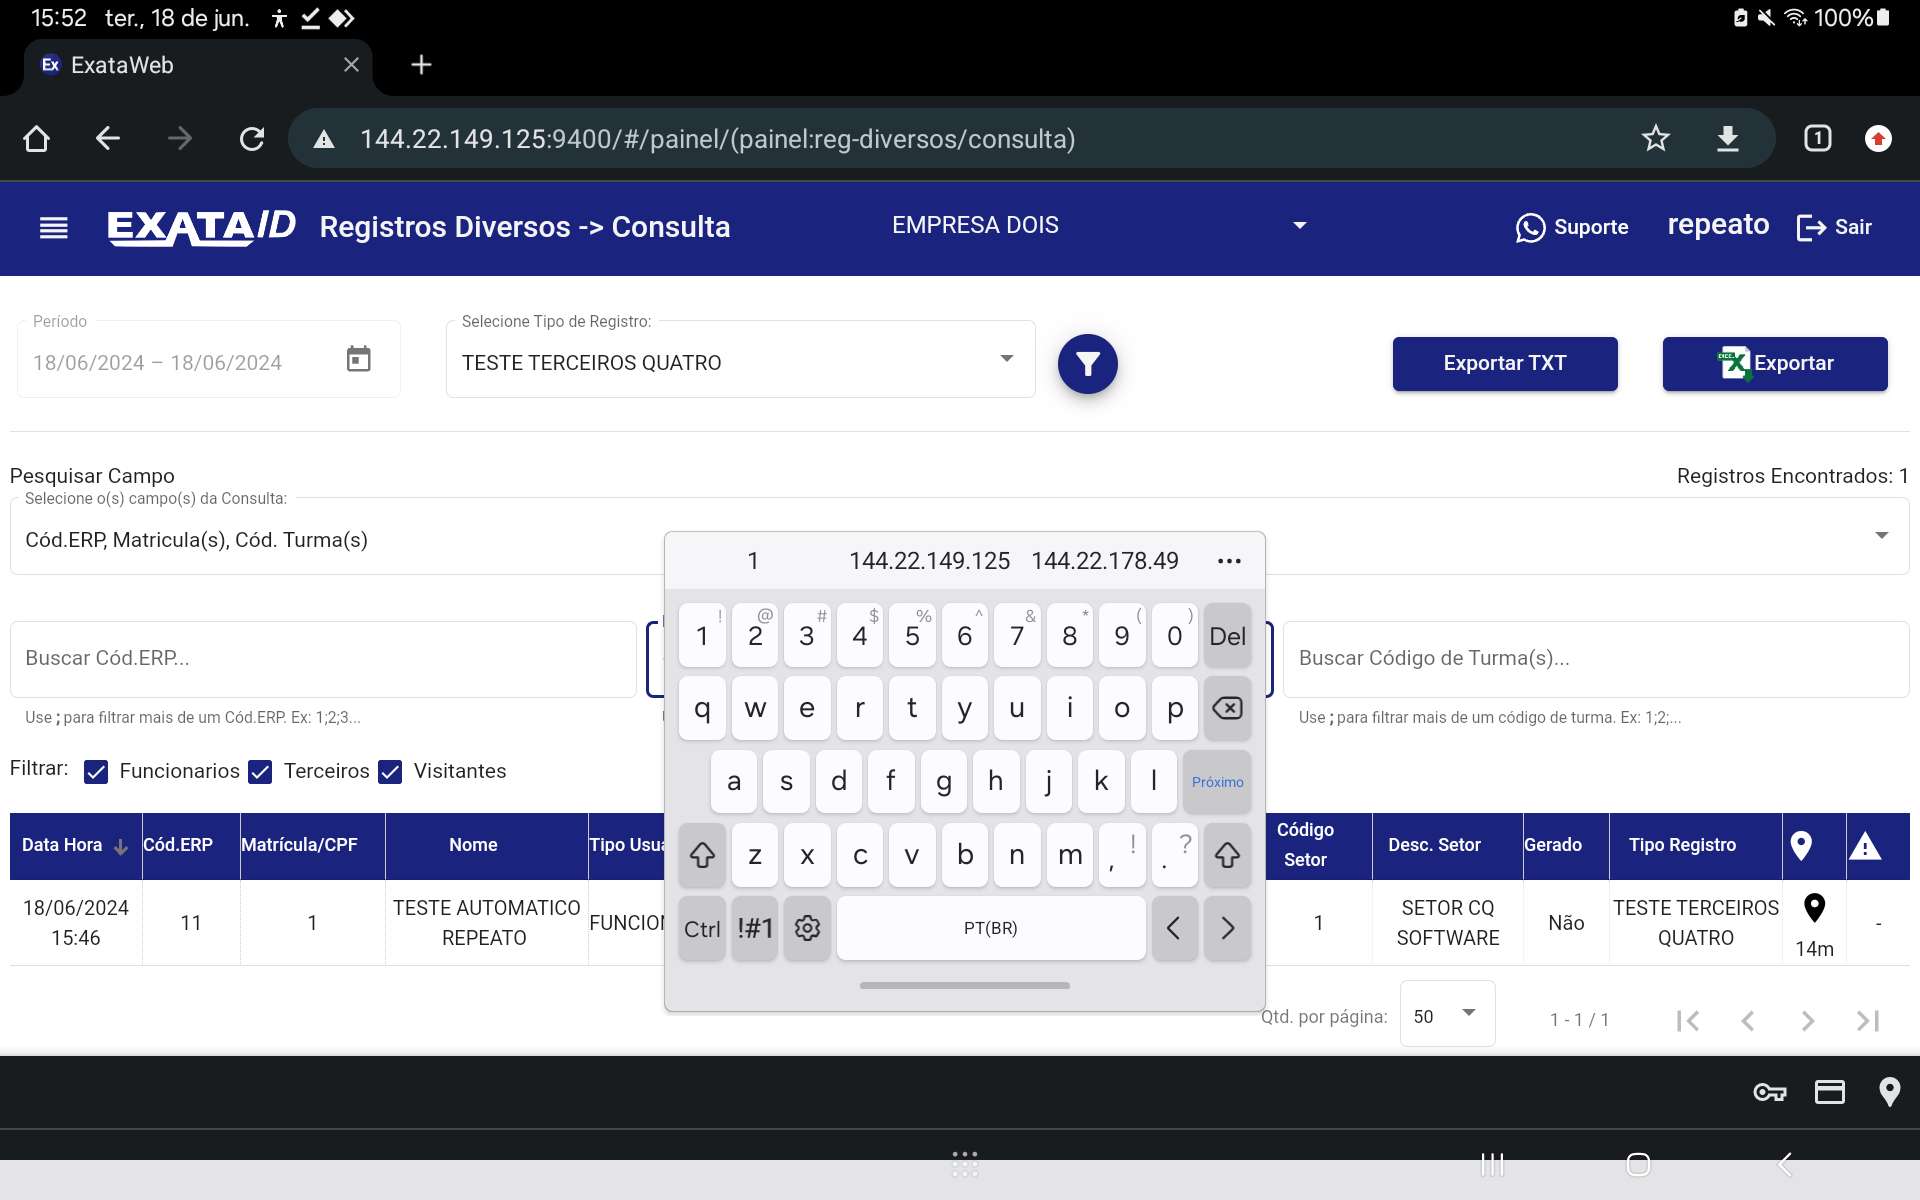 15:52 ter., 18 de jun. 100%
Ex ExataWeb
144.22.149.125:9400/#/painel/(painel:reg-diversos/consulta) 1
EXATA ID Registros Diversos -> Consulta EMPRESA DOIS Suporte repeato Sair
Período
18/06/2024 – 18/06/2024
Selecione Tipo de Registro:
TESTE TERCEIROS QUATRO
Exportar TXT Exportar
Pesquisar Campo Registros Encontrados: 1
Selecione o(s) campo(s) da Consulta:
Cód.ERP, Matricula(s), Cód. Turma(s)
1 144.22.149.125 144.22.178.49 ...
! @ # $ % ^ & * ( )
1 2 3 4 5 6 7 8 9 0 Del
q w e r t y u i o p
a s d f g h j k l Próximo
z x c v b n m , ! . ?
Ctrl !#1 PT(BR) < >
Buscar Cód.ERP... Buscar Código de Turma(s)...
Use ; para filtrar mais de um Cód.ERP. Ex: 1;2;3... Use ; para filtrar mais de um código de turma. Ex: 1;2;...
Filtrar: Funcionarios Terceiros Visitantes
Data Hora Cód.ERP Matrícula/CPF Nome Tipo Código Setor Desc. Setor Gerado Tipo Registro
18/06/2024 15:46 11 1 TESTE AUTOMATICO REPEATO 1 SETOR CQ SOFTWARE Não TESTE TERCEIROS QUATRO 14m -
Qtd. por página: 50 1 - 1 / 1